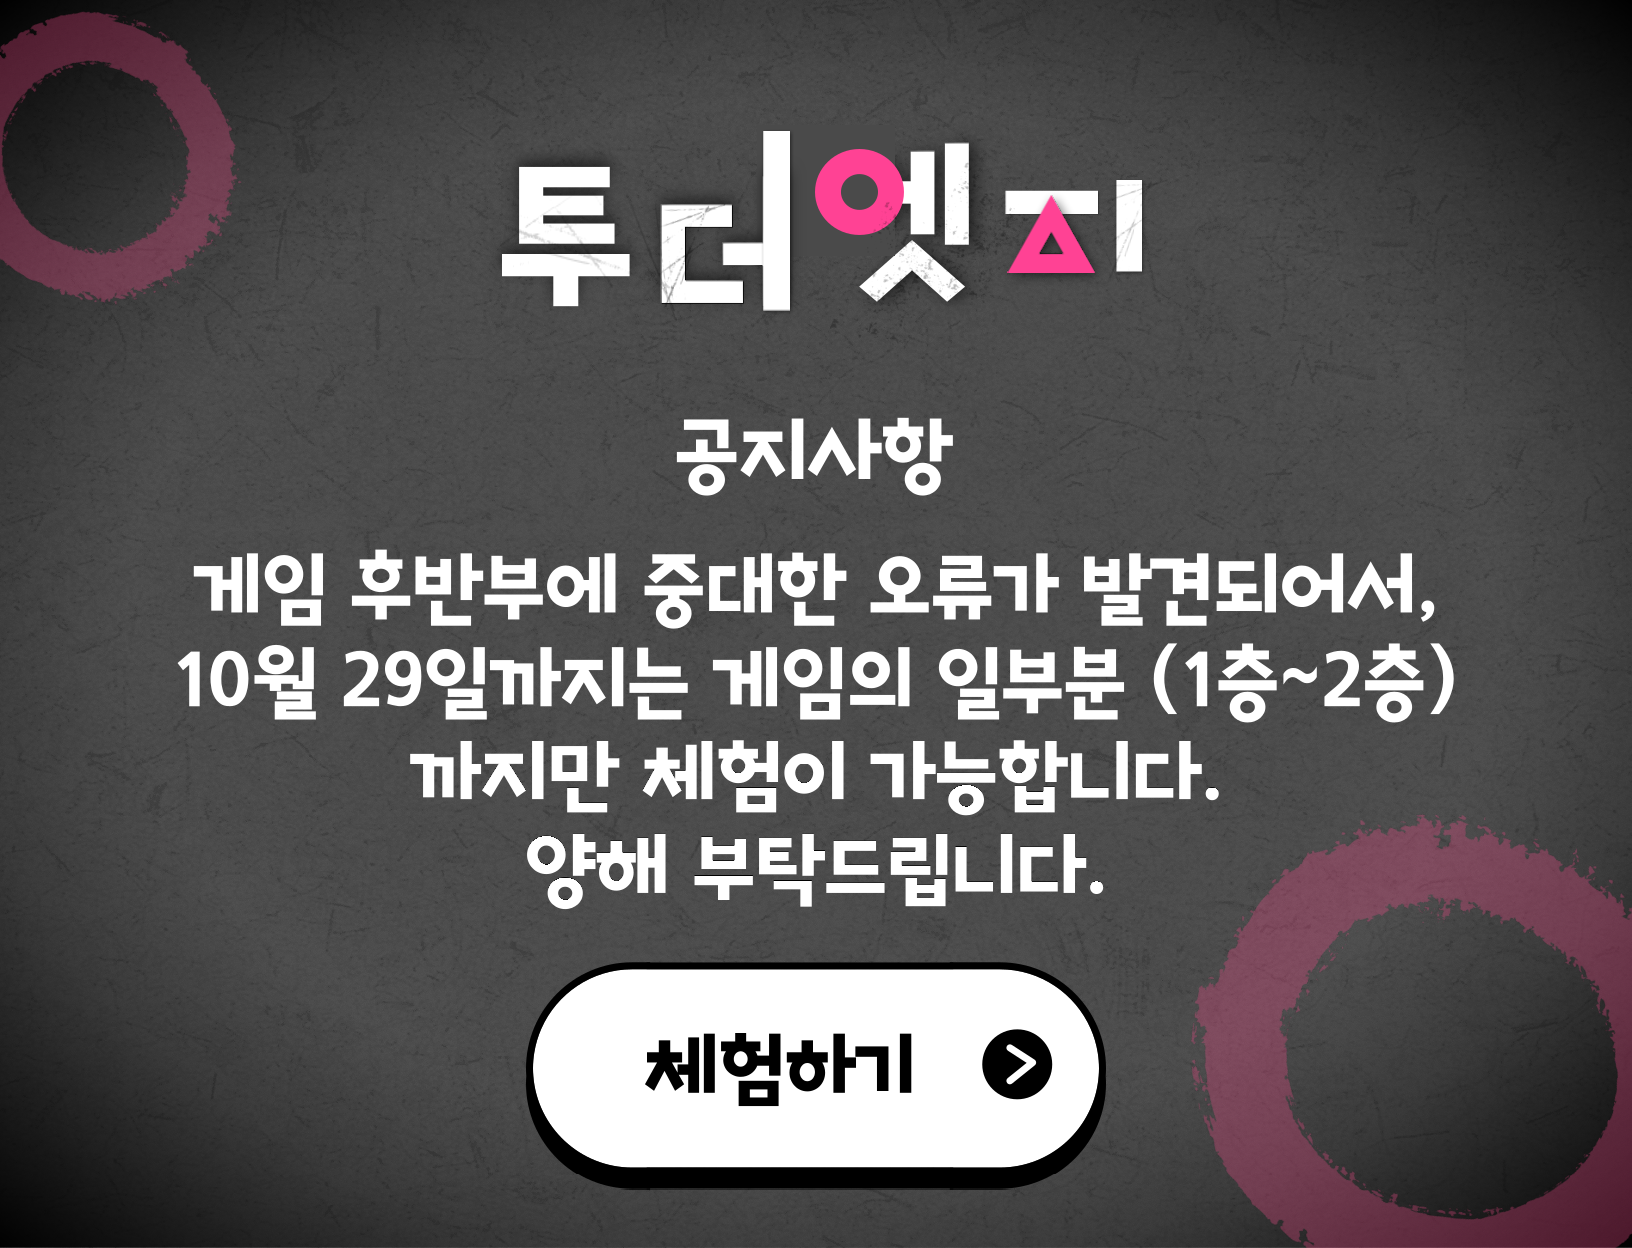 투더엣지
공지사항
게임 후반부에 중대한 오류가 발견되어서,
10월 29일까지는 게임의 일부분 (1층~2층)
까지만 체험이 가능합니다.
양해 부탁드립니다.
체험하기